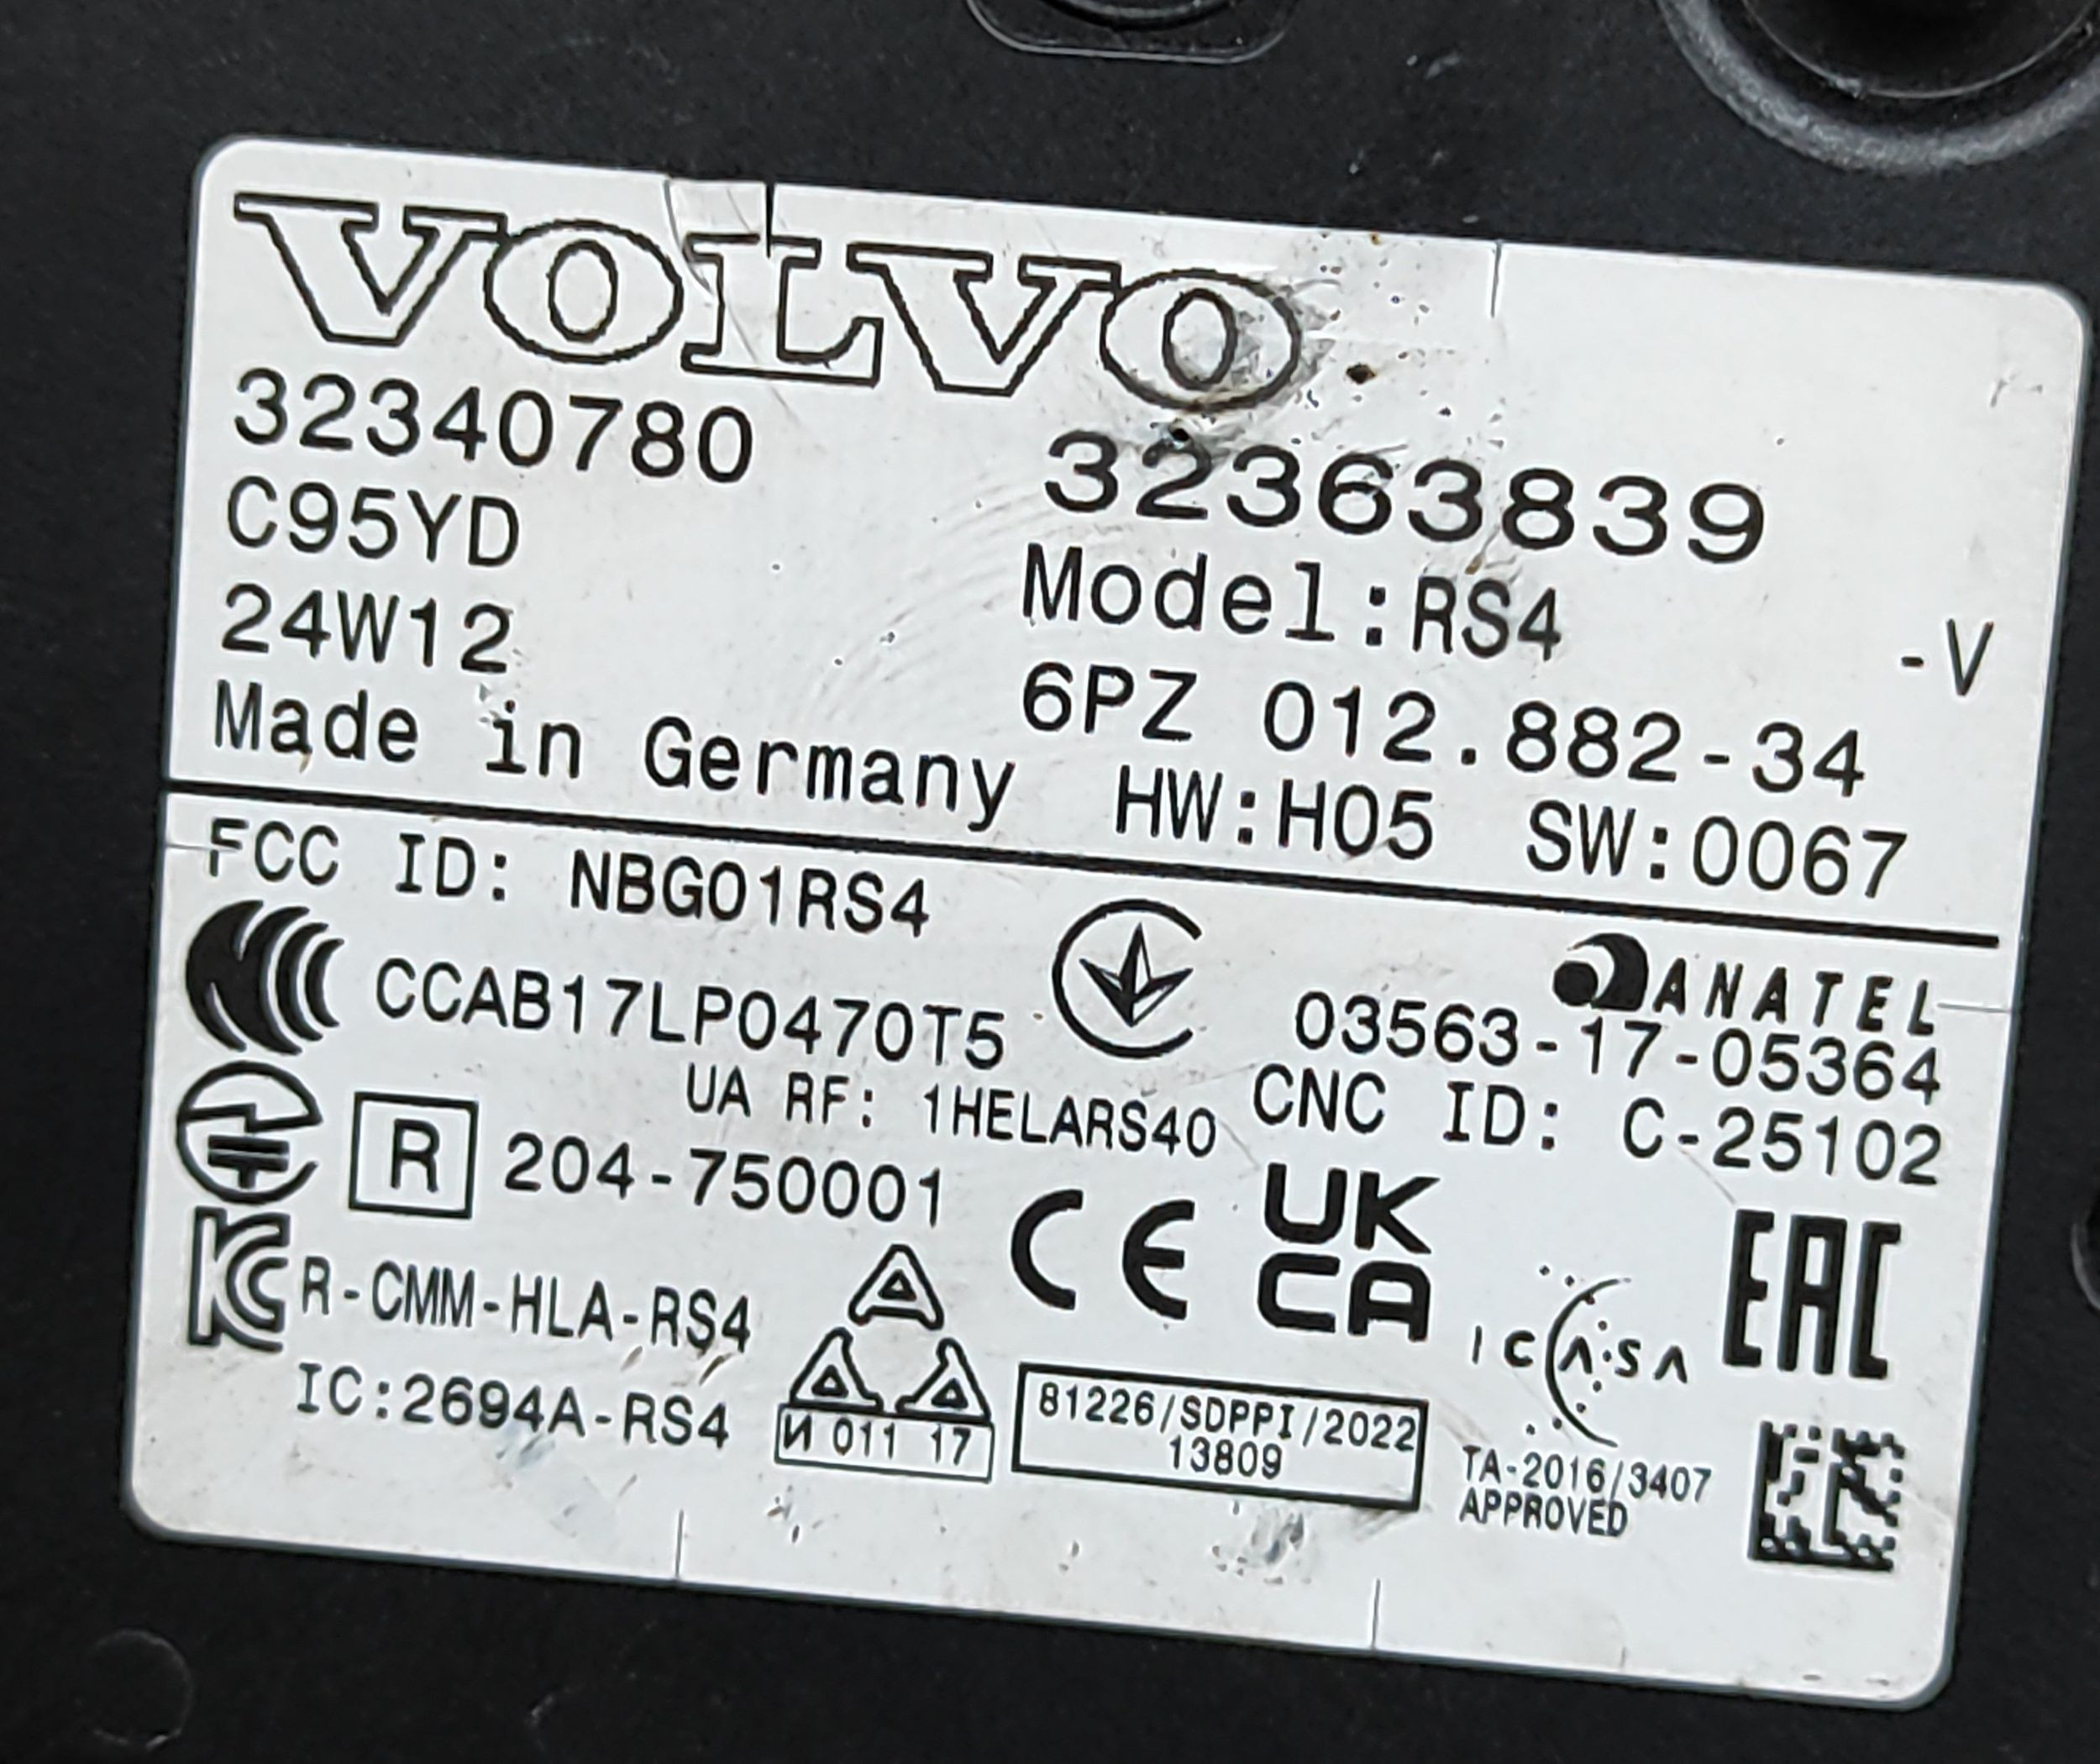 VOLVO
32340780
32363839
C95YD
Model:RS4 -V
24W12
6PZ 012.882-34
Made in Germany
HW:H05 SW:0067
FCC ID: NBG01RS4
ANATEL
CCAB17LP0470T5
03563-17-05364
UA RF: 1HELARS40
CNC ID: C-25102
R 204-750001
CE
UK
CA
EAC
R-CMM-HLA-RS4
ICASA
IC:2694A-RS4
И 011 17
81226/SDPPI/2022
13809
TA-2016/3407
APPROVED